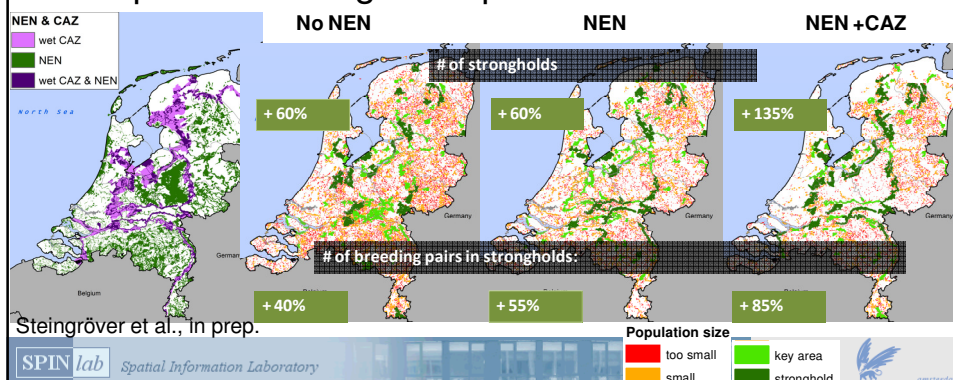 No NEN
NEN
NEN +CAZ
NEN & CAZ
wet CAZ
NEN
wet CAZ & NEN
North Sea
# of strongholds
+ 60%
+ 60%
+ 135%
Germany
Germany
Germany
# of breeding pairs in strongholds:
Belgium
+ 40%
+ 55%
+ 85%
Steingröver et al., in prep.
Population size
too small
key area
small
stronghold
SPIN lab Spatial Information Laboratory